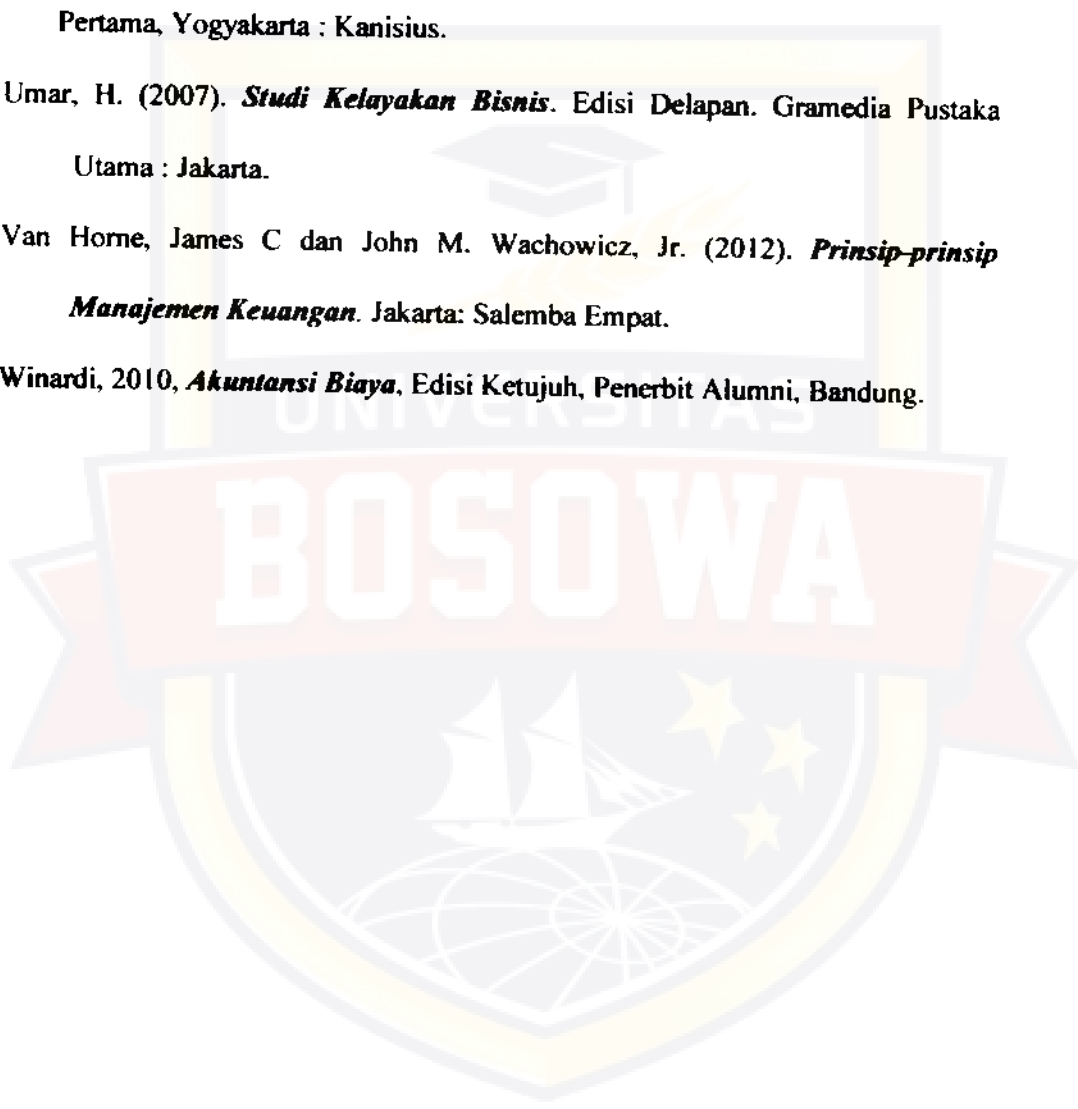 Pertama, Yogyakarta : Kanisius.
Umar, H. (2007). Studi Kelayakan Bisnis. Edisi Delapan. Gramedia Pustaka
Utama : Jakarta.
Van Horne, James C dan John M. Wachowicz, Jr. (2012). Prinsip-prinsip
Manajemen Keuangan. Jakarta: Salemba Empat.
Winardi, 2010, Akuntansi Biaya, Edisi Ketujuh, Penerbit Alumni, Bandung.
UNIVERSITAS
BOSOWA